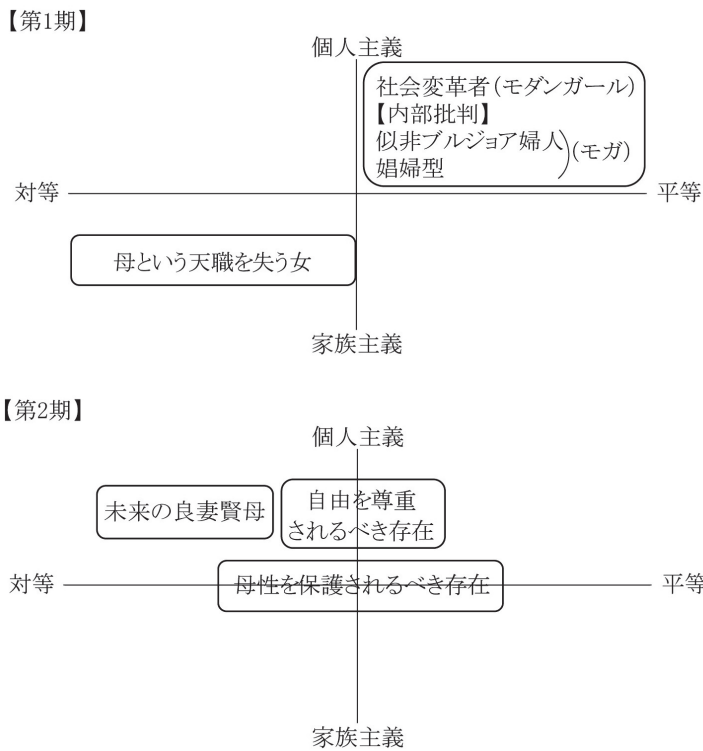 【第1期】
個人主義
社会変革者(モダンガール)
【内部批判】
似非ブルジョア婦人
娼婦型
(モガ)
対等
平等
母という天職を失う女
家族主義
【第2期】
個人主義
未来の良妻賢母
自由を尊重
されるべき存在
対等
母性を保護されるべき存在
平等
家族主義